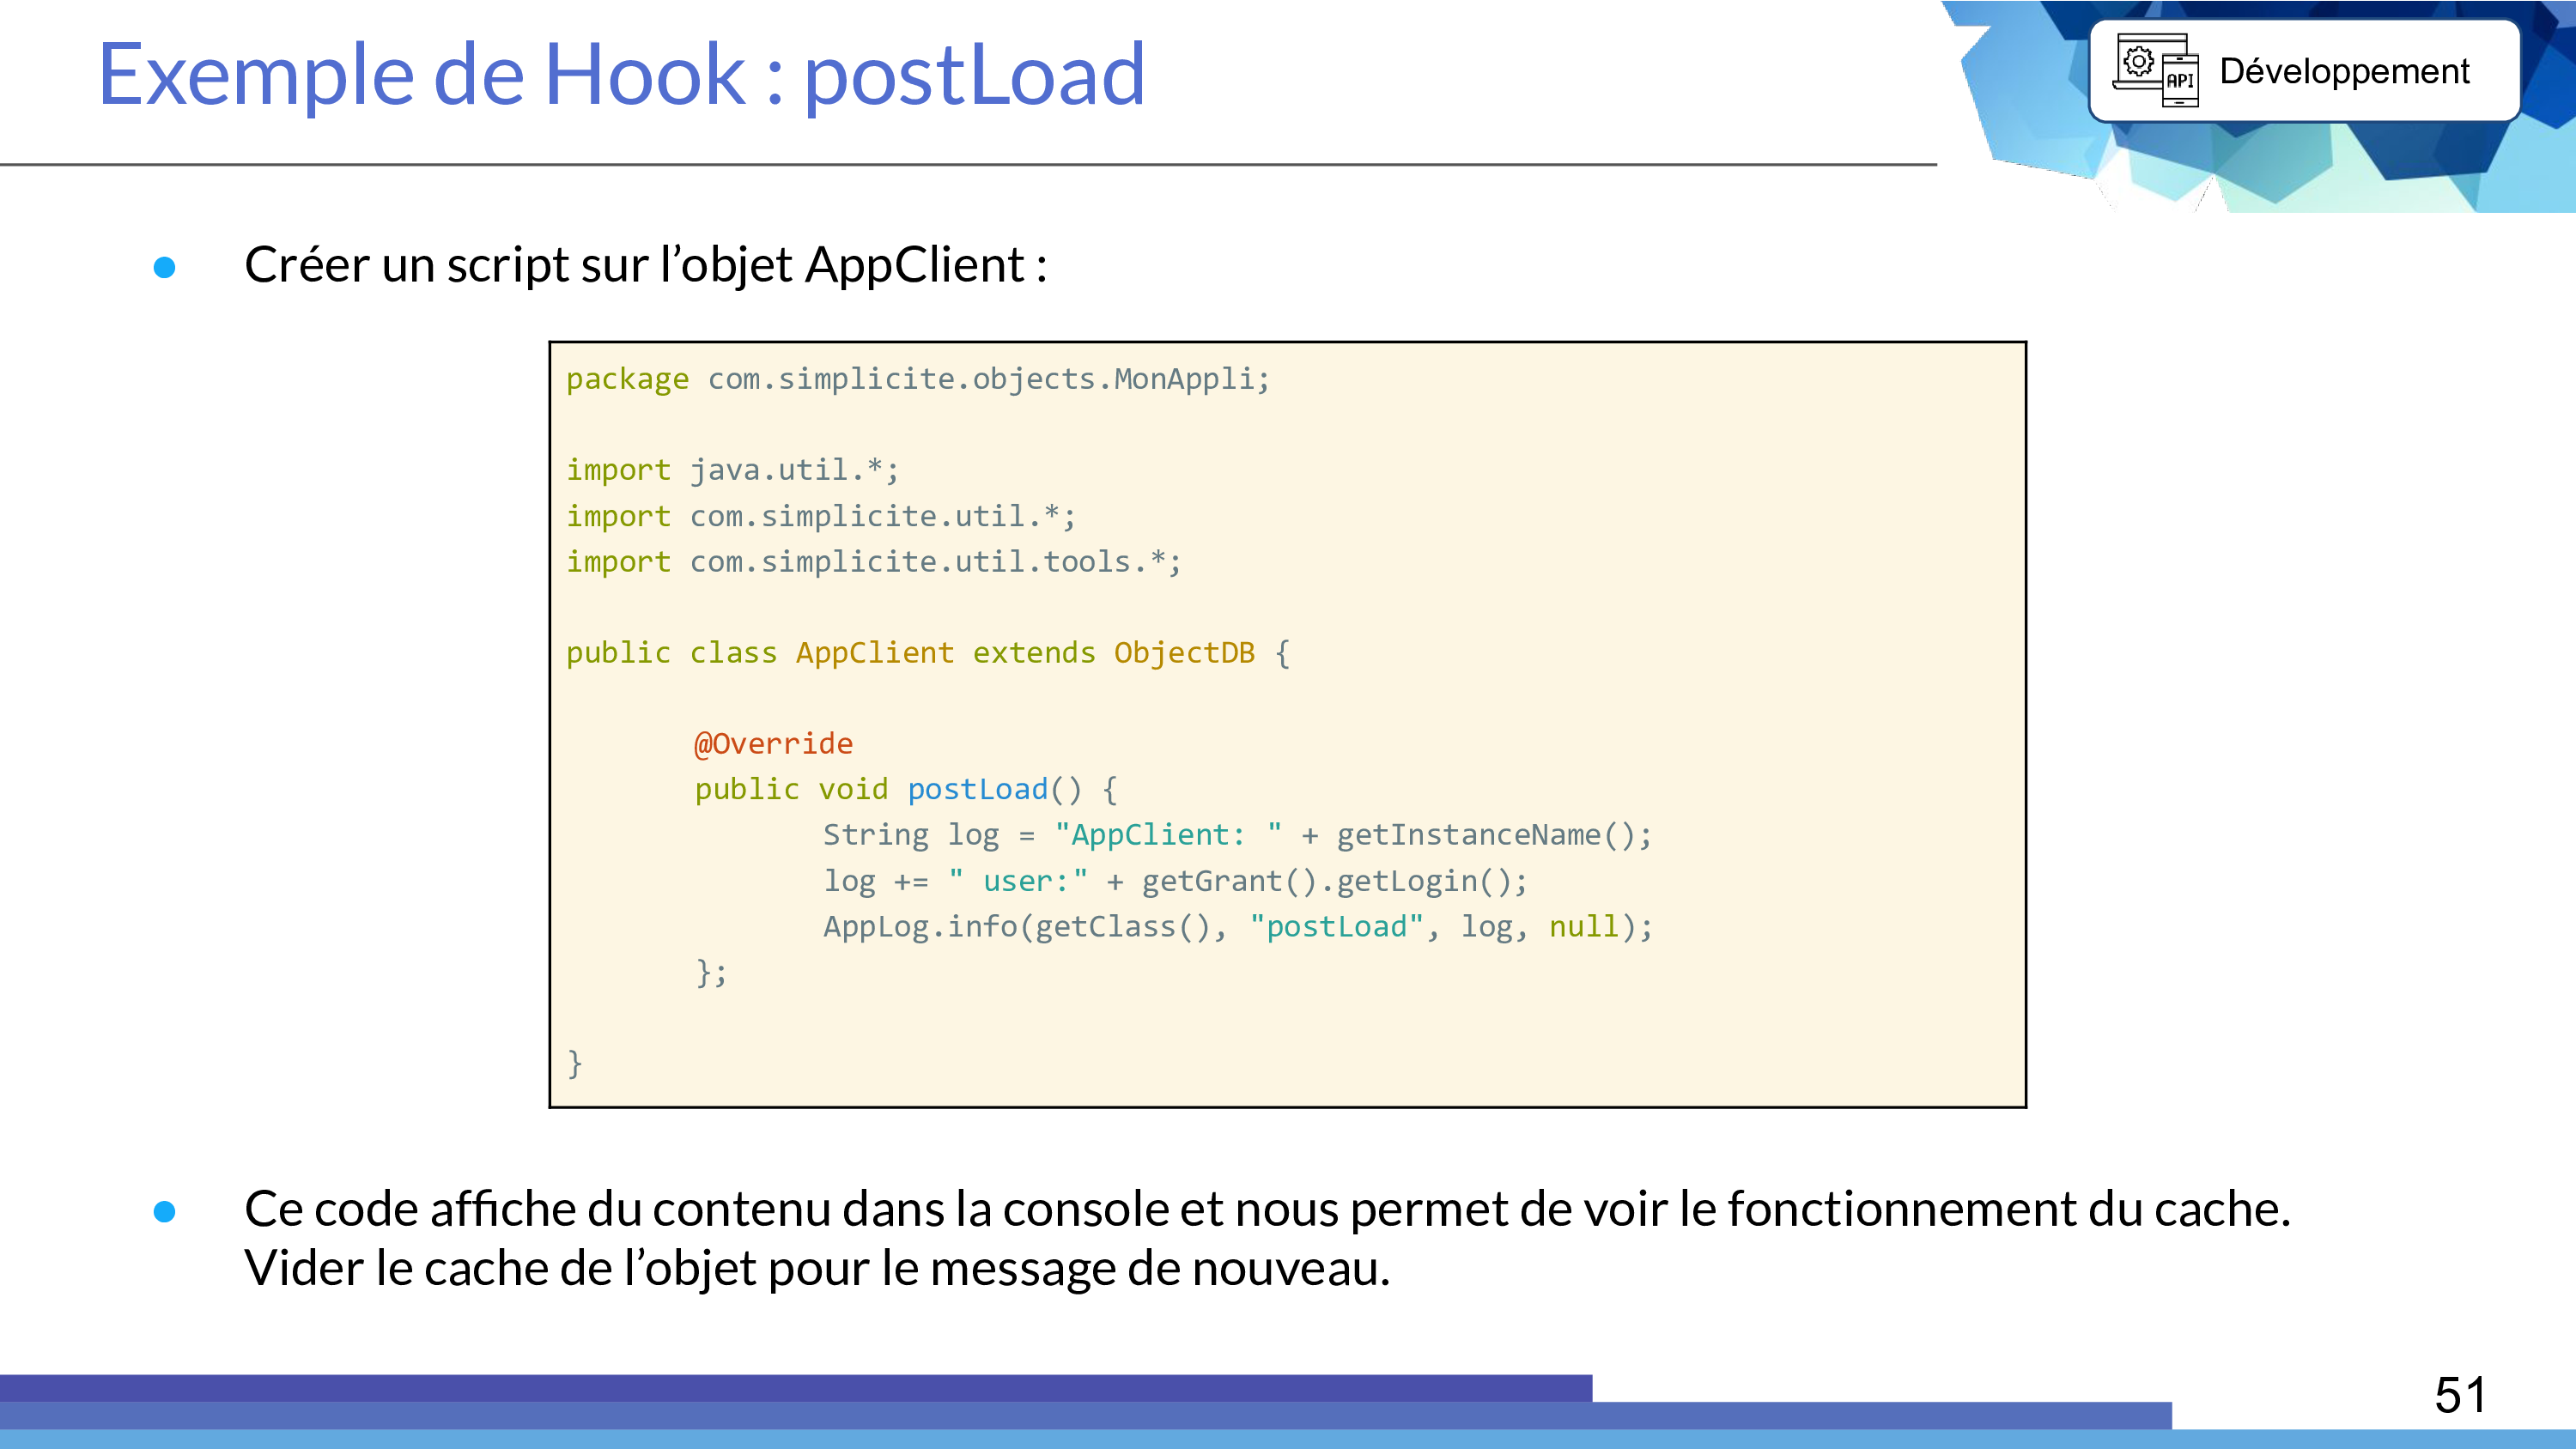 Exemple de Hook : postLoad
API
Développement
● Créer un script sur l’objet AppClient :
package com.simplicite.objects.MonAppli;
import java.util.*;
import com.simplicite.util.*;
import com.simplicite.util.tools.*;
public class AppClient extends ObjectDB {
@Override
public void postLoad() {
String log = "AppClient: " + getInstanceName();
log += " user:" + getGrant().getLogin();
AppLog.info(getClass(), "postLoad", log, null);
};
}
● Ce code affiche du contenu dans la console et nous permet de voir le fonctionnement du cache.
Vider le cache de l’objet pour le message de nouveau.
51